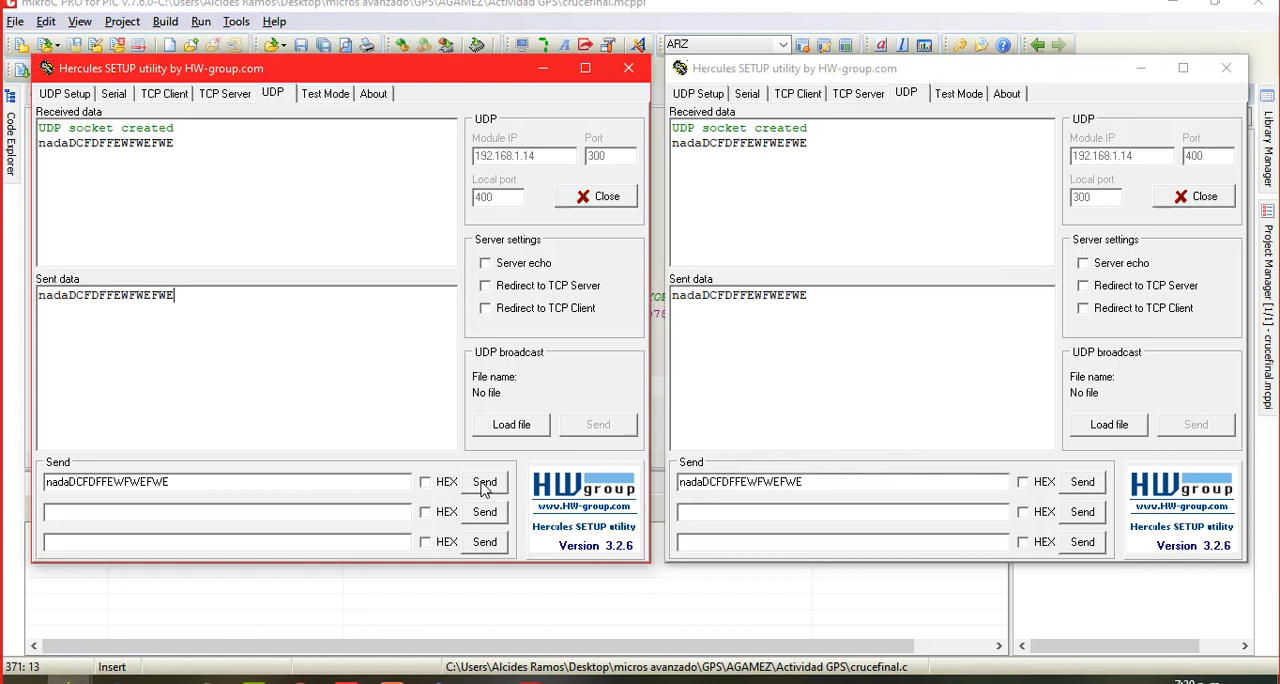 mikroC PRO for PIC v.7.6.0-C:\Users\Alcides Ramos\Desktop\micros avanzado\GPS\AGAMEZ\Actividad GPS\crucefinal.mcppi
File Edit View Project Build Run Tools Help
ARZ
Code Explorer
Hercules SETUP utility by HW-group.com
UDP Setup Serial TCP Client TCP Server UDP Test Mode About
Received data
UDP socket created
nadaDCFDFFEWFWEFWE
UDP
Module IP Port
192.168.1.14 300
Local port
400 Close
Server settings
Server echo
Redirect to TCP Server
Redirect to TCP Client
Sent data
nadaDCFDFFEWFWEFWE
UDP broadcast
File name:
No file
Load file Send
Send
nadaDCFDFFEWFWEFWE HEX Send
HEX Send
HEX Send
HW group
www.HW-group.com
Hercules SETUP utility
Version 3.2.6
Hercules SETUP utility by HW-group.com
UDP Setup Serial TCP Client TCP Server UDP Test Mode About
Received data
UDP socket created
nadaDCFDFFEWFWEFWE
UDP
Module IP Port
192.168.1.14 400
Local port
300 Close
Server settings
Server echo
Redirect to TCP Server
Redirect to TCP Client
Sent data
nadaDCFDFFEWFWEFWE
UDP broadcast
File name:
No file
Load file Send
Send
nadaDCFDFFEWFWEFWE HEX Send
HEX Send
HEX Send
HW group
www.HW-group.com
Hercules SETUP utility
Version 3.2.6
Library Manager
Project Manager [1/1] - crucefinal.mcppi
371: 13 Insert C:\Users\Alcides Ramos\Desktop\micros avanzado\GPS\AGAMEZ\Actividad GPS\crucefinal.c